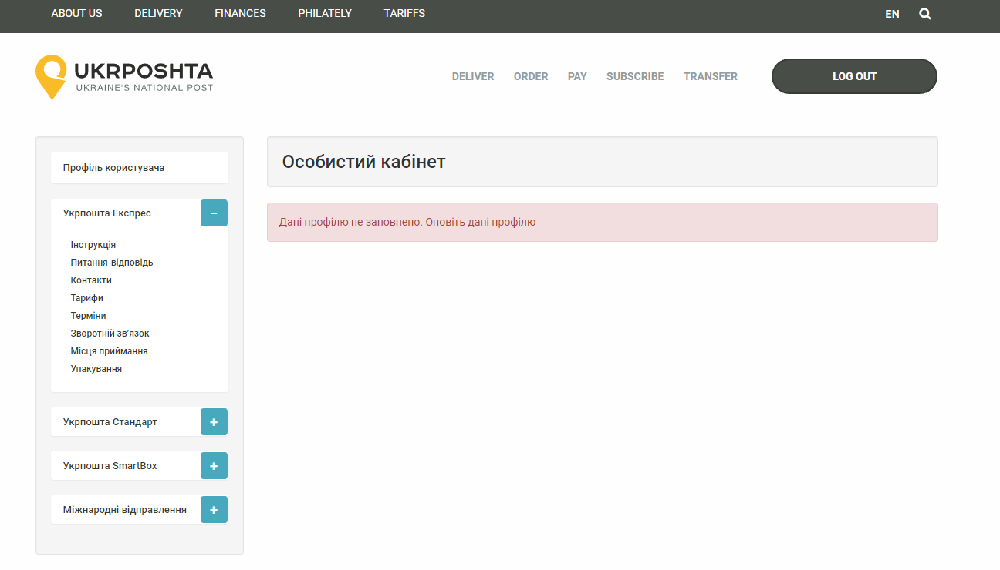 ABOUT US DELIVERY FINANCES PHILATELY TARIFFS EN
UKRPOSHTA
UKRAINE'S NATIONAL POST
DELIVER ORDER PAY SUBSCRIBE TRANSFER LOG OUT
Профіль користувача
Укрпошта Експрес
Інструкція
Питання-відповідь
Контакти
Тарифи
Терміни
Зворотній зв’язок
Місця приймання
Упакування
Укрпошта Стандарт
Укрпошта SmartBox
Міжнародні відправлення
Особистий кабінет
Дані профілю не заповнено. Оновіть дані профілю